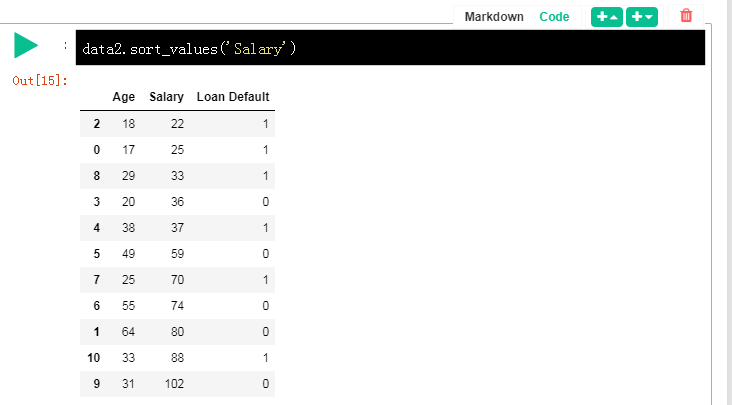 Markdown Code
: data2.sort_values('Salary')
Out[15]:
Age Salary Loan Default
2 18 22 1
0 17 25 1
8 29 33 1
3 20 36 0
4 38 37 1
5 49 59 0
7 25 70 1
6 55 74 0
1 64 80 0
10 33 88 1
9 31 102 0